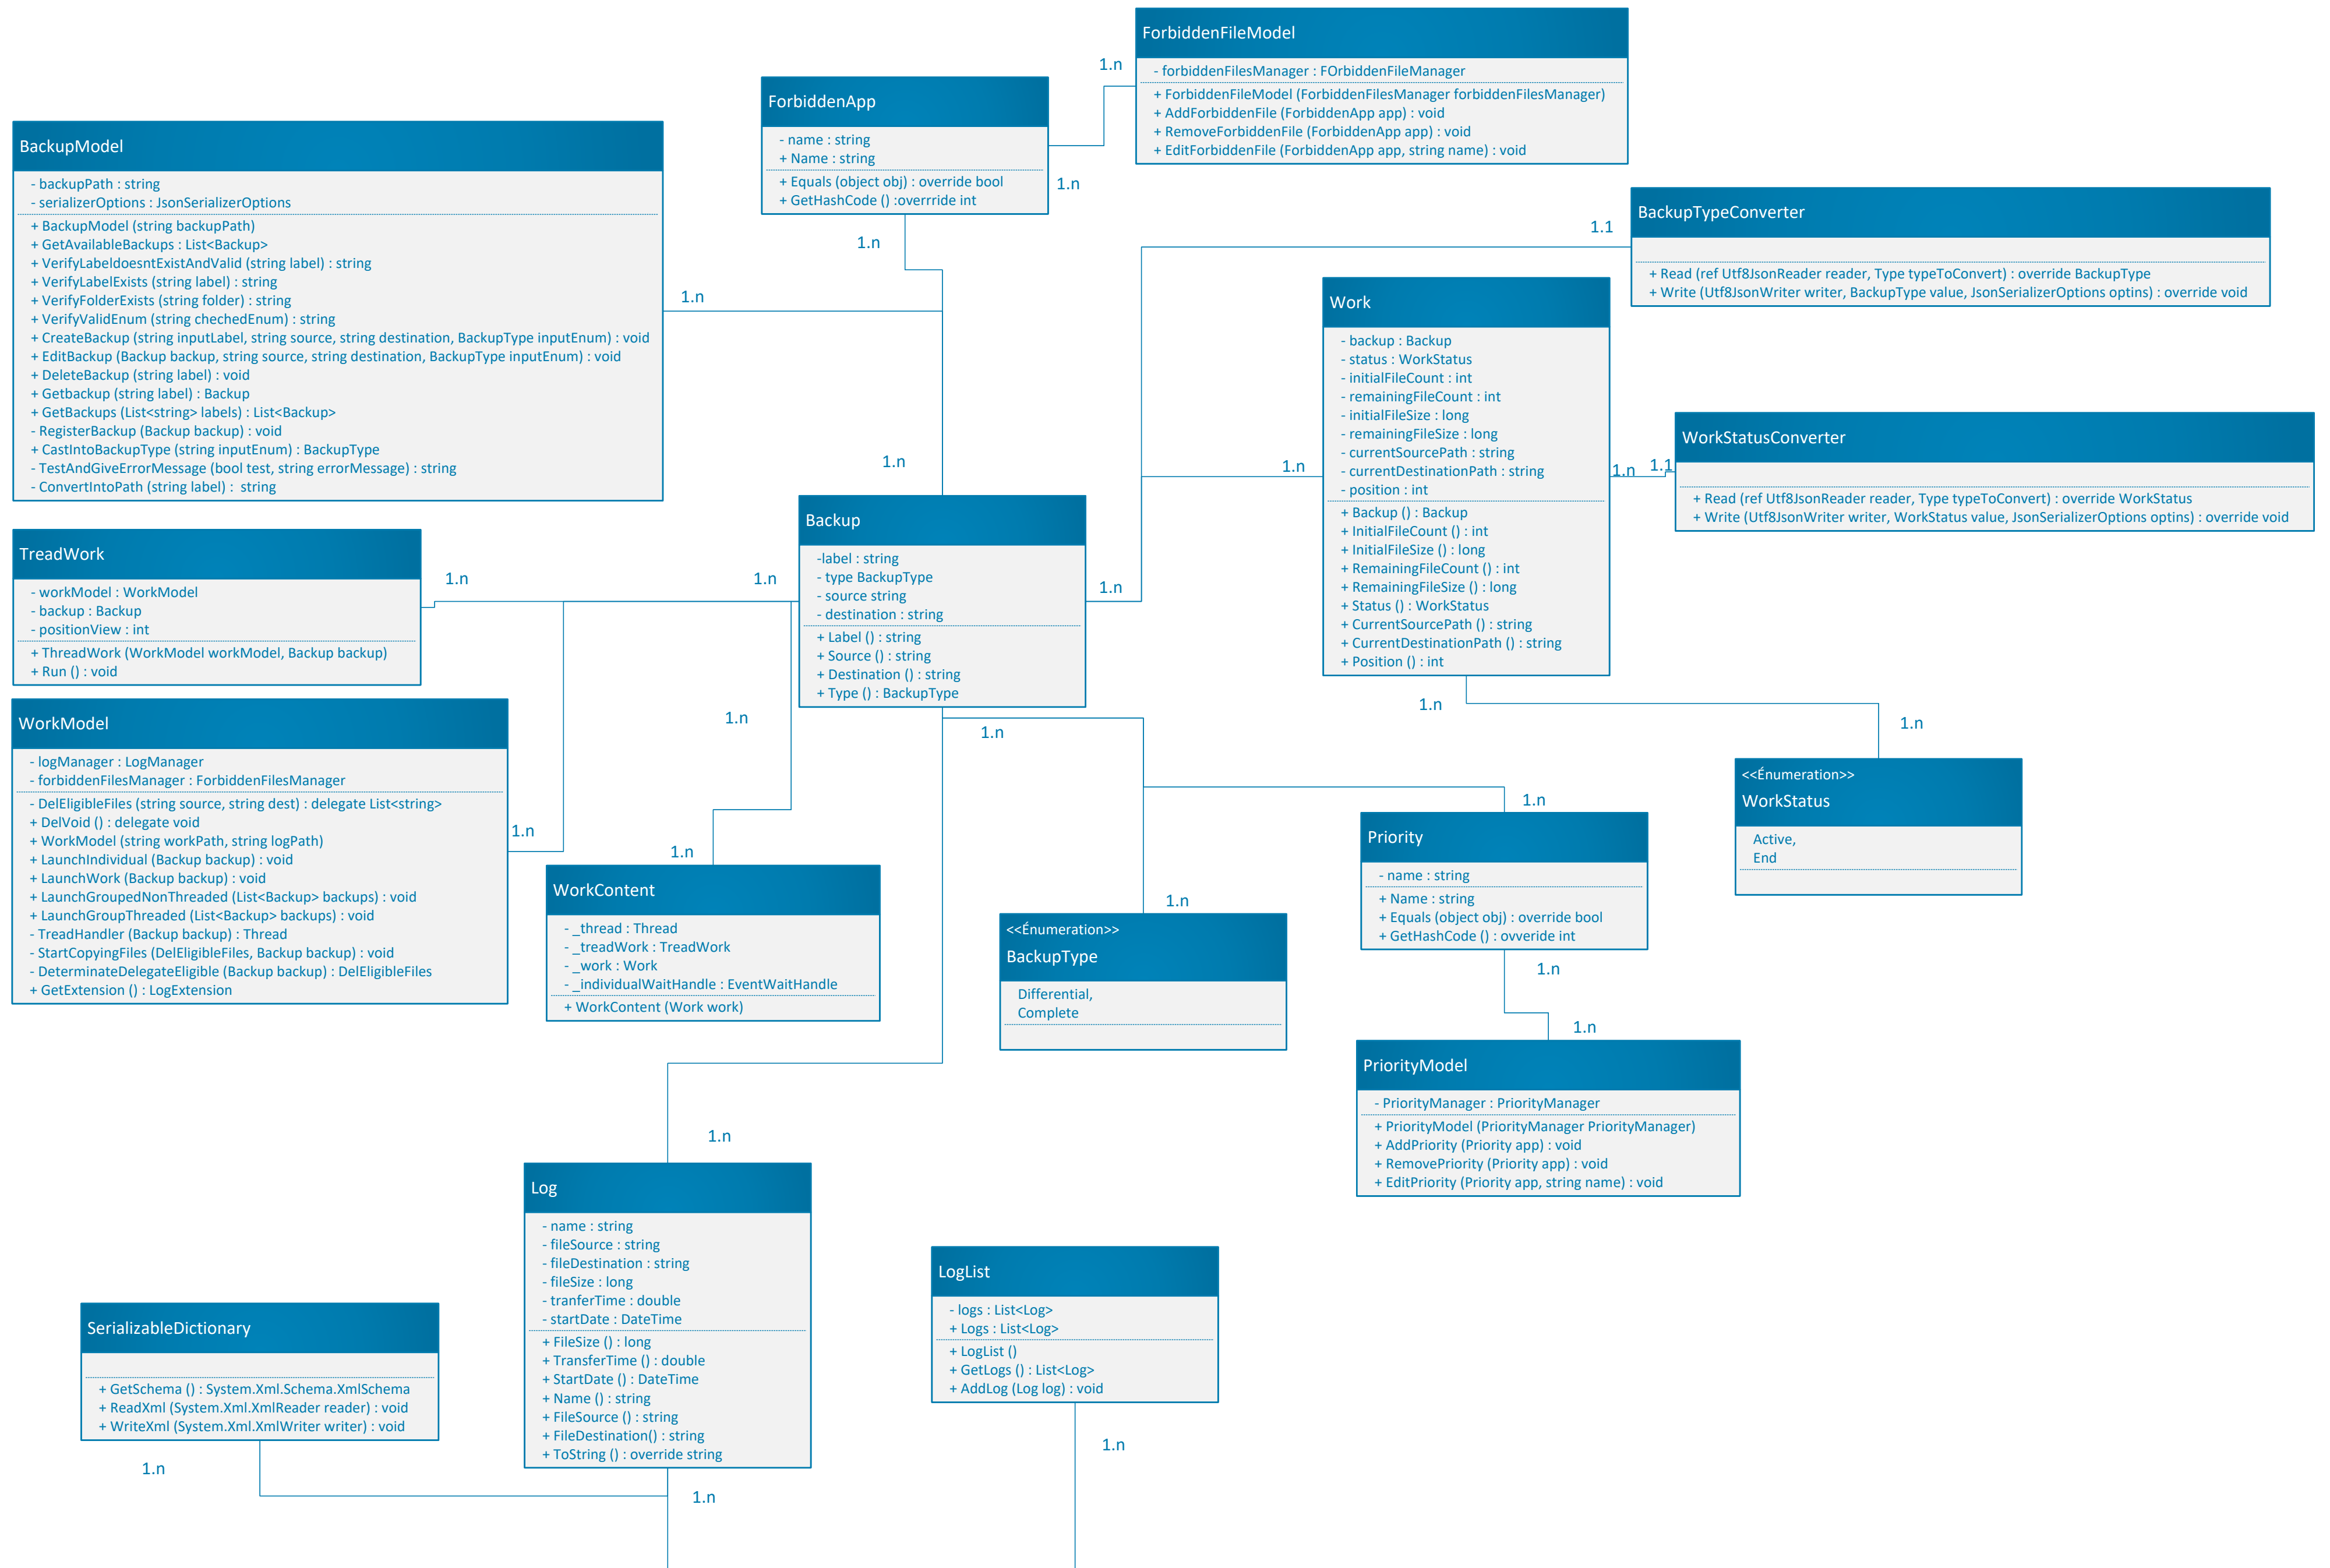 ForbiddenFileModel
- forbiddenFilesManager : FOrbiddenFileManager
+ ForbiddenFileModel (ForbiddenFilesManager forbiddenFilesManager)
+ AddForbiddenFile (ForbiddenApp app) : void
+ RemoveForbiddenFile (ForbiddenApp app) : void
+ EditForbiddenFile (ForbiddenApp app, string name) : void
1.n
ForbiddenApp
- name : string
+ Name : string
+ Equals (object obj) : override bool
+ GetHashCode () :overrride int
1.n
1.n
BackupModel
- backupPath : string
- serializerOptions : JsonSerializerOptions
+ BackupModel (string backupPath)
+ GetAvailableBackups : List<Backup>
+ VerifyLabeldoesntExistAndValid (string label) : string
+ VerifyLabelExists (string label) : string
+ VerifyFolderExists (string folder) : string
+ VerifyValidEnum (string chechedEnum) : string
+ CreateBackup (string inputLabel, string source, string destination, BackupType inputEnum) : void
+ EditBackup (Backup backup, string source, string destination, BackupType inputEnum) : void
+ DeleteBackup (string label) : void
+ Getbackup (string label) : Backup
+ GetBackups (List<string> labels) : List<Backup>
- RegisterBackup (Backup backup) : void
+ CastIntoBackupType (string inputEnum) : BackupType
- TestAndGiveErrorMessage (bool test, string errorMessage) : string
- ConvertIntoPath (string label) :  string
1.n
1.n
BackupTypeConverter
+ Read (ref Utf8JsonReader reader, Type typeToConvert) : override BackupType
+ Write (Utf8JsonWriter writer, BackupType value, JsonSerializerOptions optins) : override void
1.1
Work
- backup : Backup
- status : WorkStatus
- initialFileCount : int
- remainingFileCount : int
- initialFileSize : long
- remainingFileSize : long
- currentSourcePath : string
- currentDestinationPath : string
- position : int
+ Backup () : Backup
+ InitialFileCount () : int
+ InitialFileSize () : long
+ RemainingFileCount () : int
+ RemainingFileSize () : long
+ Status () : WorkStatus
+ CurrentSourcePath () : string
+ CurrentDestinationPath () : string
+ Position () : int
1.n
1.n
1.1
WorkStatusConverter
+ Read (ref Utf8JsonReader reader, Type typeToConvert) : override WorkStatus
+ Write (Utf8JsonWriter writer, WorkStatus value, JsonSerializerOptions optins) : override void
Backup
-label : string
- type BackupType
- source string
- destination : string
+ Label () : string
+ Source () : string
+ Destination () : string
+ Type () : BackupType
1.n
1.n
TreadWork
- workModel : WorkModel
- backup : Backup
- positionView : int
+ ThreadWork (WorkModel workModel, Backup backup)
+ Run () : void
1.n
WorkModel
- logManager : LogManager
- forbiddenFilesManager : ForbiddenFilesManager
- DelEligibleFiles (string source, string dest) : delegate List<string>
+ DelVoid () : delegate void
+ WorkModel (string workPath, string logPath)
+ LaunchIndividual (Backup backup) : void
+ LaunchWork (Backup backup) : void
+ LaunchGroupedNonThreaded (List<Backup> backups) : void
+ LaunchGroupThreaded (List<Backup> backups) : void
- TreadHandler (Backup backup) : Thread
- StartCopyingFiles (DelEligibleFiles, Backup backup) : void
- DeterminateDelegateEligible (Backup backup) : DelEligibleFiles
+ GetExtension () : LogExtension
1.n
1.n
1.n
WorkContent
- _thread : Thread
- _treadWork : TreadWork
- _work : Work
- _individualWaitHandle : EventWaitHandle
+ WorkContent (Work work)
1.n
1.n
<<Énumeration>>
BackupType
Differential,
Complete
1.n
1.n
<<Énumeration>>
WorkStatus
Active,
End
1.n
Priority
- name : string
+ Name : string
+ Equals (object obj) : override bool
+ GetHashCode () : ovveride int
1.n
1.n
PriorityModel
- PriorityManager : PriorityManager
+ PriorityModel (PriorityManager PriorityManager)
+ AddPriority (Priority app) : void
+ RemovePriority (Priority app) : void
+ EditPriority (Priority app, string name) : void
1.n
Log
- name : string
- fileSource : string
- fileDestination : string
- fileSize : long
- tranferTime : double
- startDate : DateTime
+ FileSize () : long
+ TransferTime () : double
+ StartDate () : DateTime
+ Name () : string
+ FileSource () : string
+ FileDestination() : string
+ ToString () : override string
1.n
LogList
- logs : List<Log>
+ Logs : List<Log>
+ LogList ()
+ GetLogs () : List<Log>
+ AddLog (Log log) : void
1.n
SerializableDictionary
+ GetSchema () : System.Xml.Schema.XmlSchema
+ ReadXml (System.Xml.XmlReader reader) : void
+ WriteXml (System.Xml.XmlWriter writer) : void
1.n